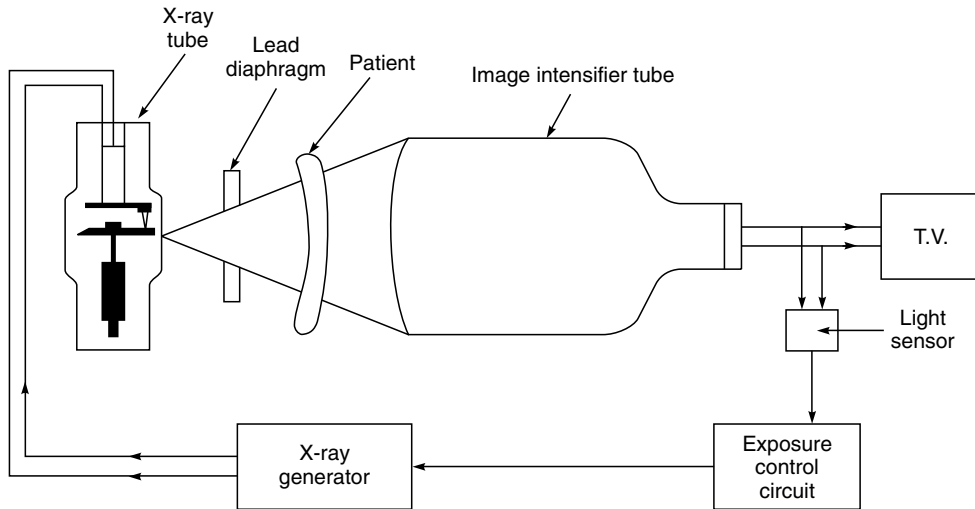 X-ray
tube
Lead
diaphragm
Patient
Image intensifier tube
T.V.
Light
sensor
X-ray
generator
Exposure
control
circuit